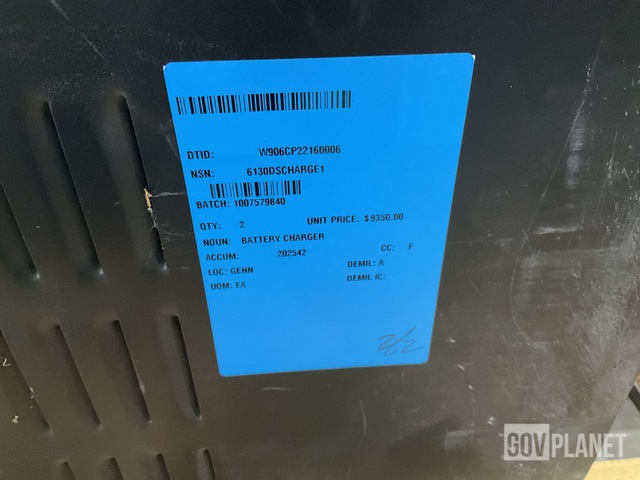 DTID: W906CP22160006
NSN: 6130DSCHARGE1
BATCH: 1007579840
QTY: 2 UNIT PRICE: $9350.00
NOUN: BATTERY CHARGER
ACCUM: 202542 CC: F
LOC: GENN DEMIL: A
UOM: EA DEMIL IC:
2/2
GOVPLANET